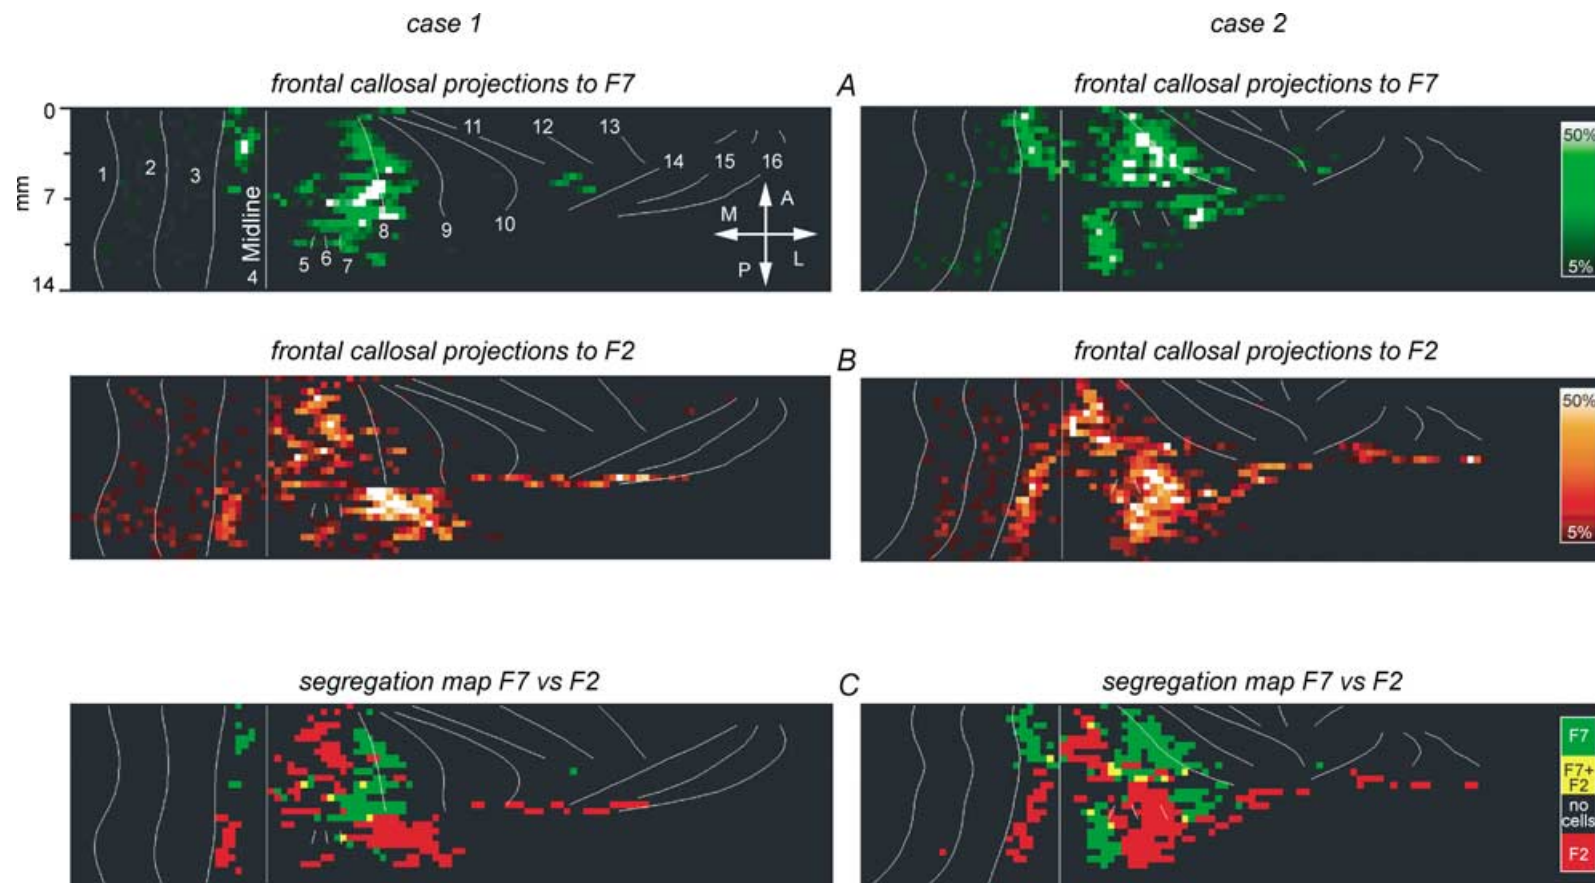 case 1
case 2
frontal callosal projections to F7
A
frontal callosal projections to F7
0
mm
7
14
1
2
3
Midline
4
5
6
7
8
9
10
11
12
13
14
15
16
A
M
L
P
50%
5%
frontal callosal projections to F2
B
frontal callosal projections to F2
50%
5%
segregation map F7 vs F2
C
segregation map F7 vs F2
F7
F7+
F2
no
cells
F2